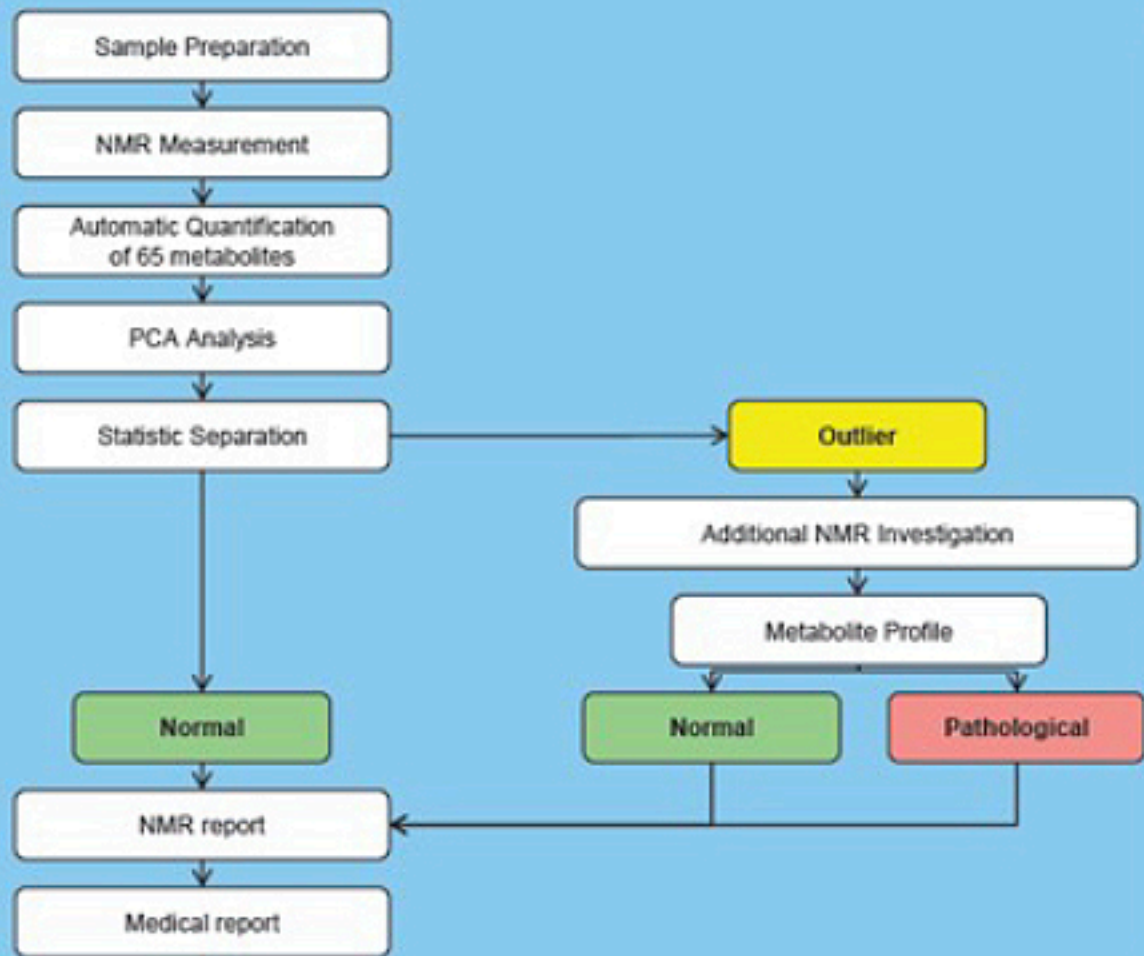 Sample Preparation
NMR Measurement
Automatic Quantification
of 65 metabolites
PCA Analysis
Statistic Separation
Outlier
Additional NMR Investigation
Metabolite Profile
Normal
Normal
Pathological
NMR report
Medical report